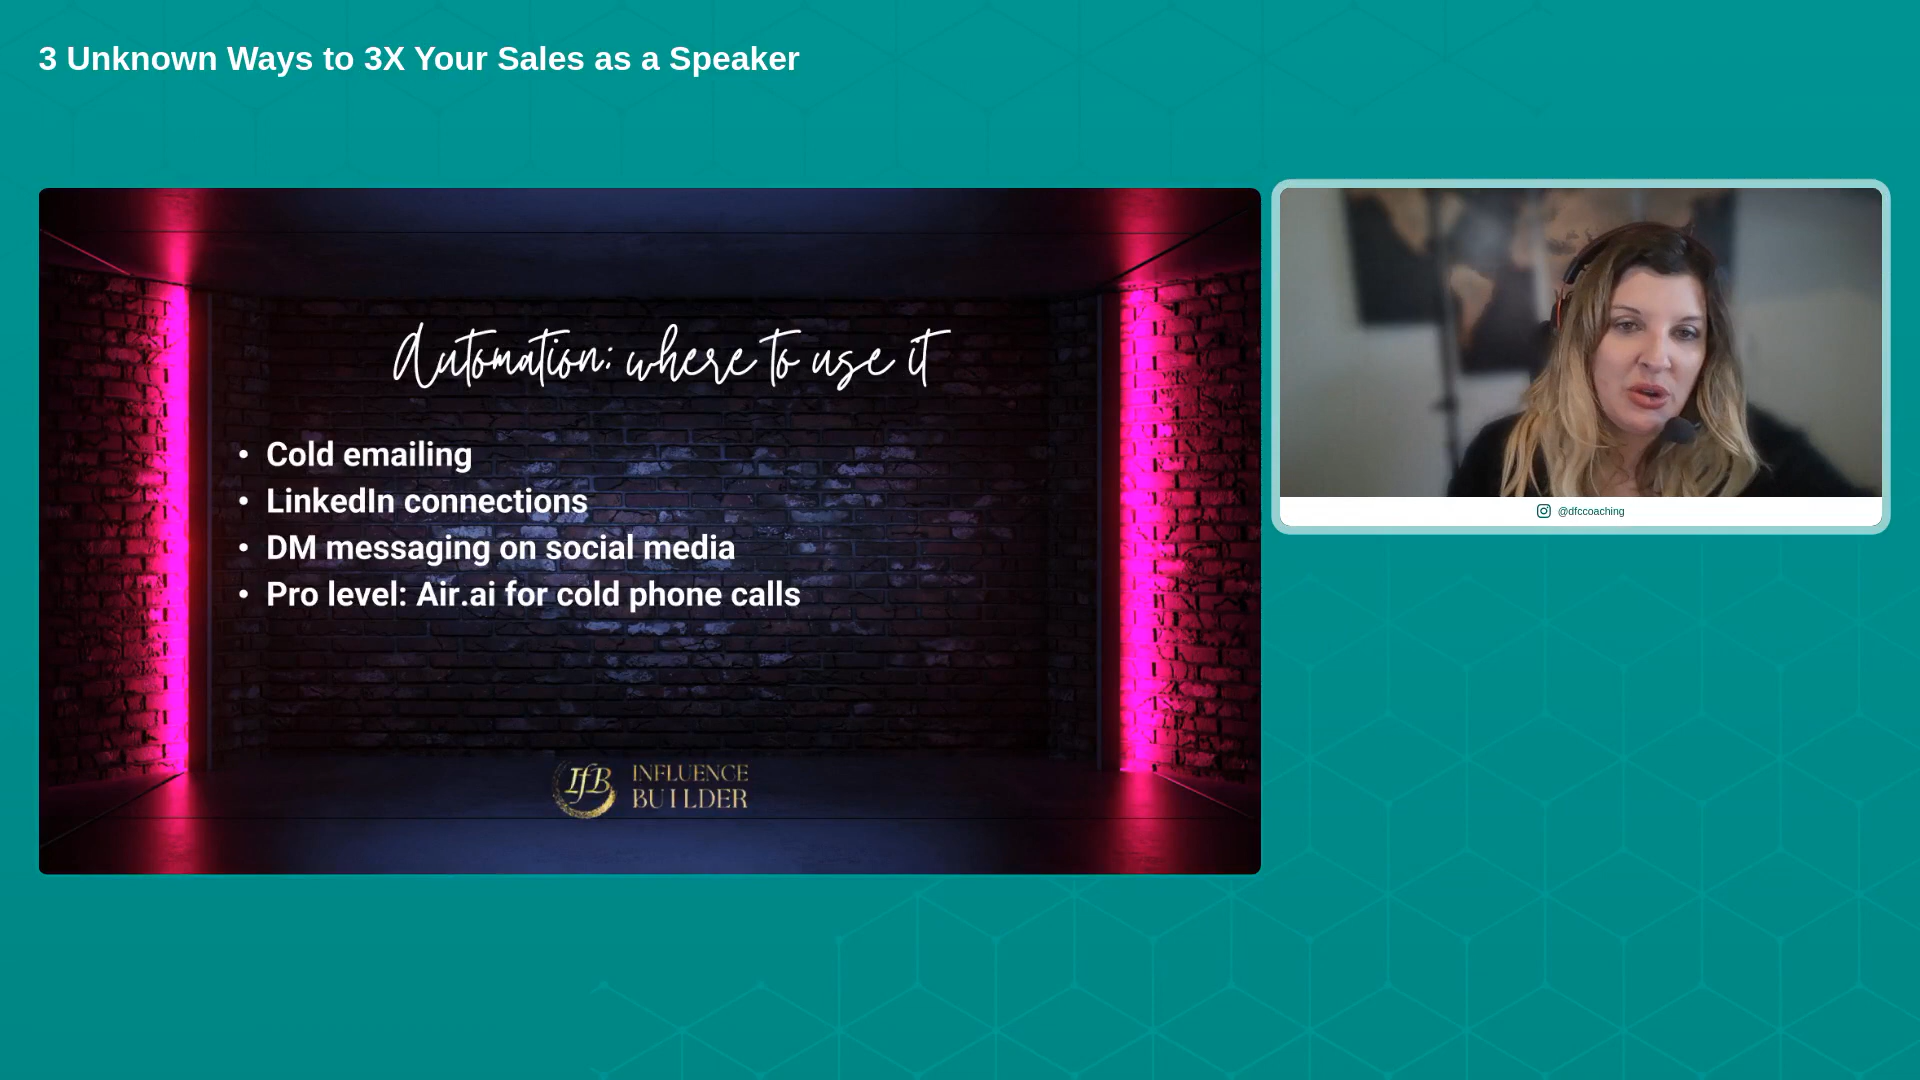 3 Unknown Ways to 3X Your Sales as a Speaker
Automation: where to use it
• Cold emailing
• LinkedIn connections
• DM messaging on social media
• Pro level: Air.ai for cold phone calls
IfB
INFLUENCE
BUILDER
@dfccoaching